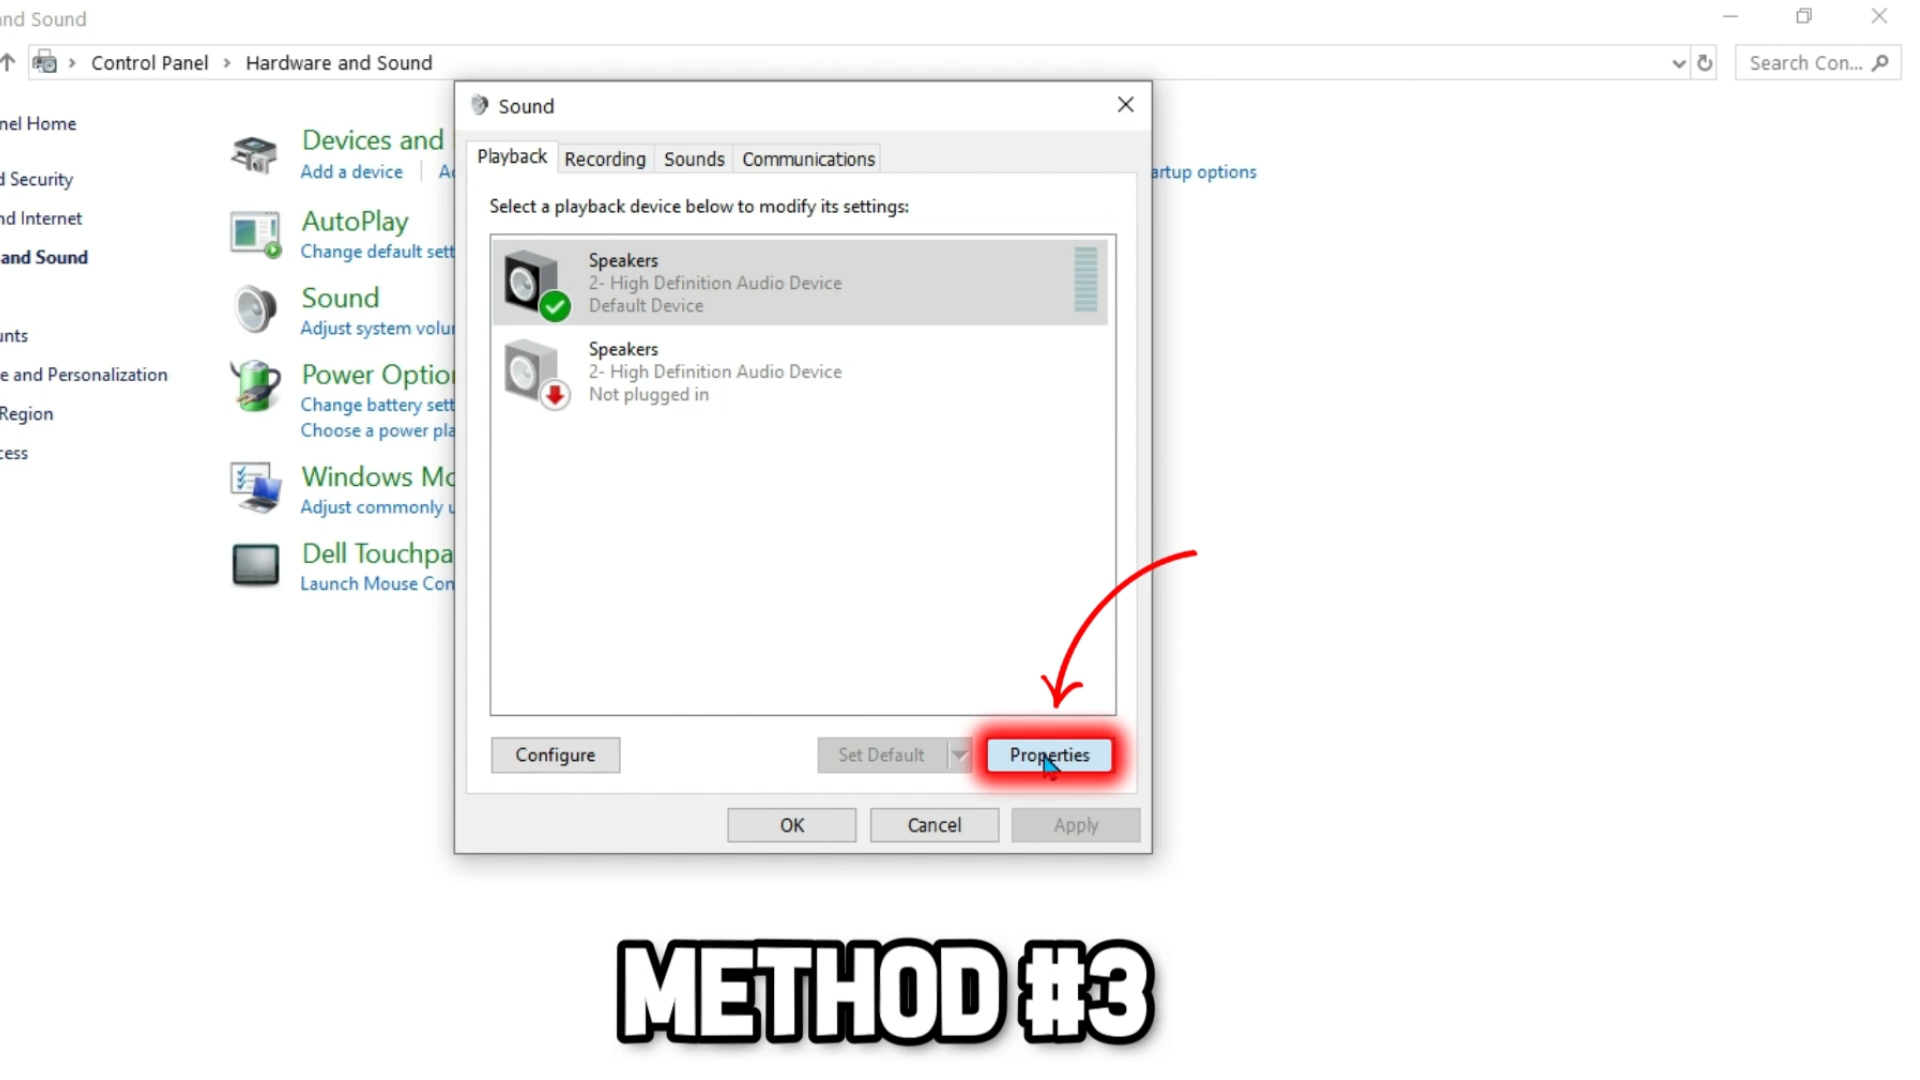 and Sound
Control Panel > Hardware and Sound
Search Con...
nel Home
d Security
nd Internet
and Sound
unts
e and Personalization
Region
cess
Devices and
Add a device
artup options
AutoPlay
Change default sett
Sound
Adjust system volu
Power Option
Change battery sett
Choose a power pla
Windows Mo
Adjust commonly u
Dell Touchpa
Launch Mouse Con
Sound
Playback Recording Sounds Communications
Select a playback device below to modify its settings:
Speakers
2- High Definition Audio Device
Default Device
Speakers
2- High Definition Audio Device
Not plugged in
Configure Set Default Properties
OK Cancel Apply
METHOD #3